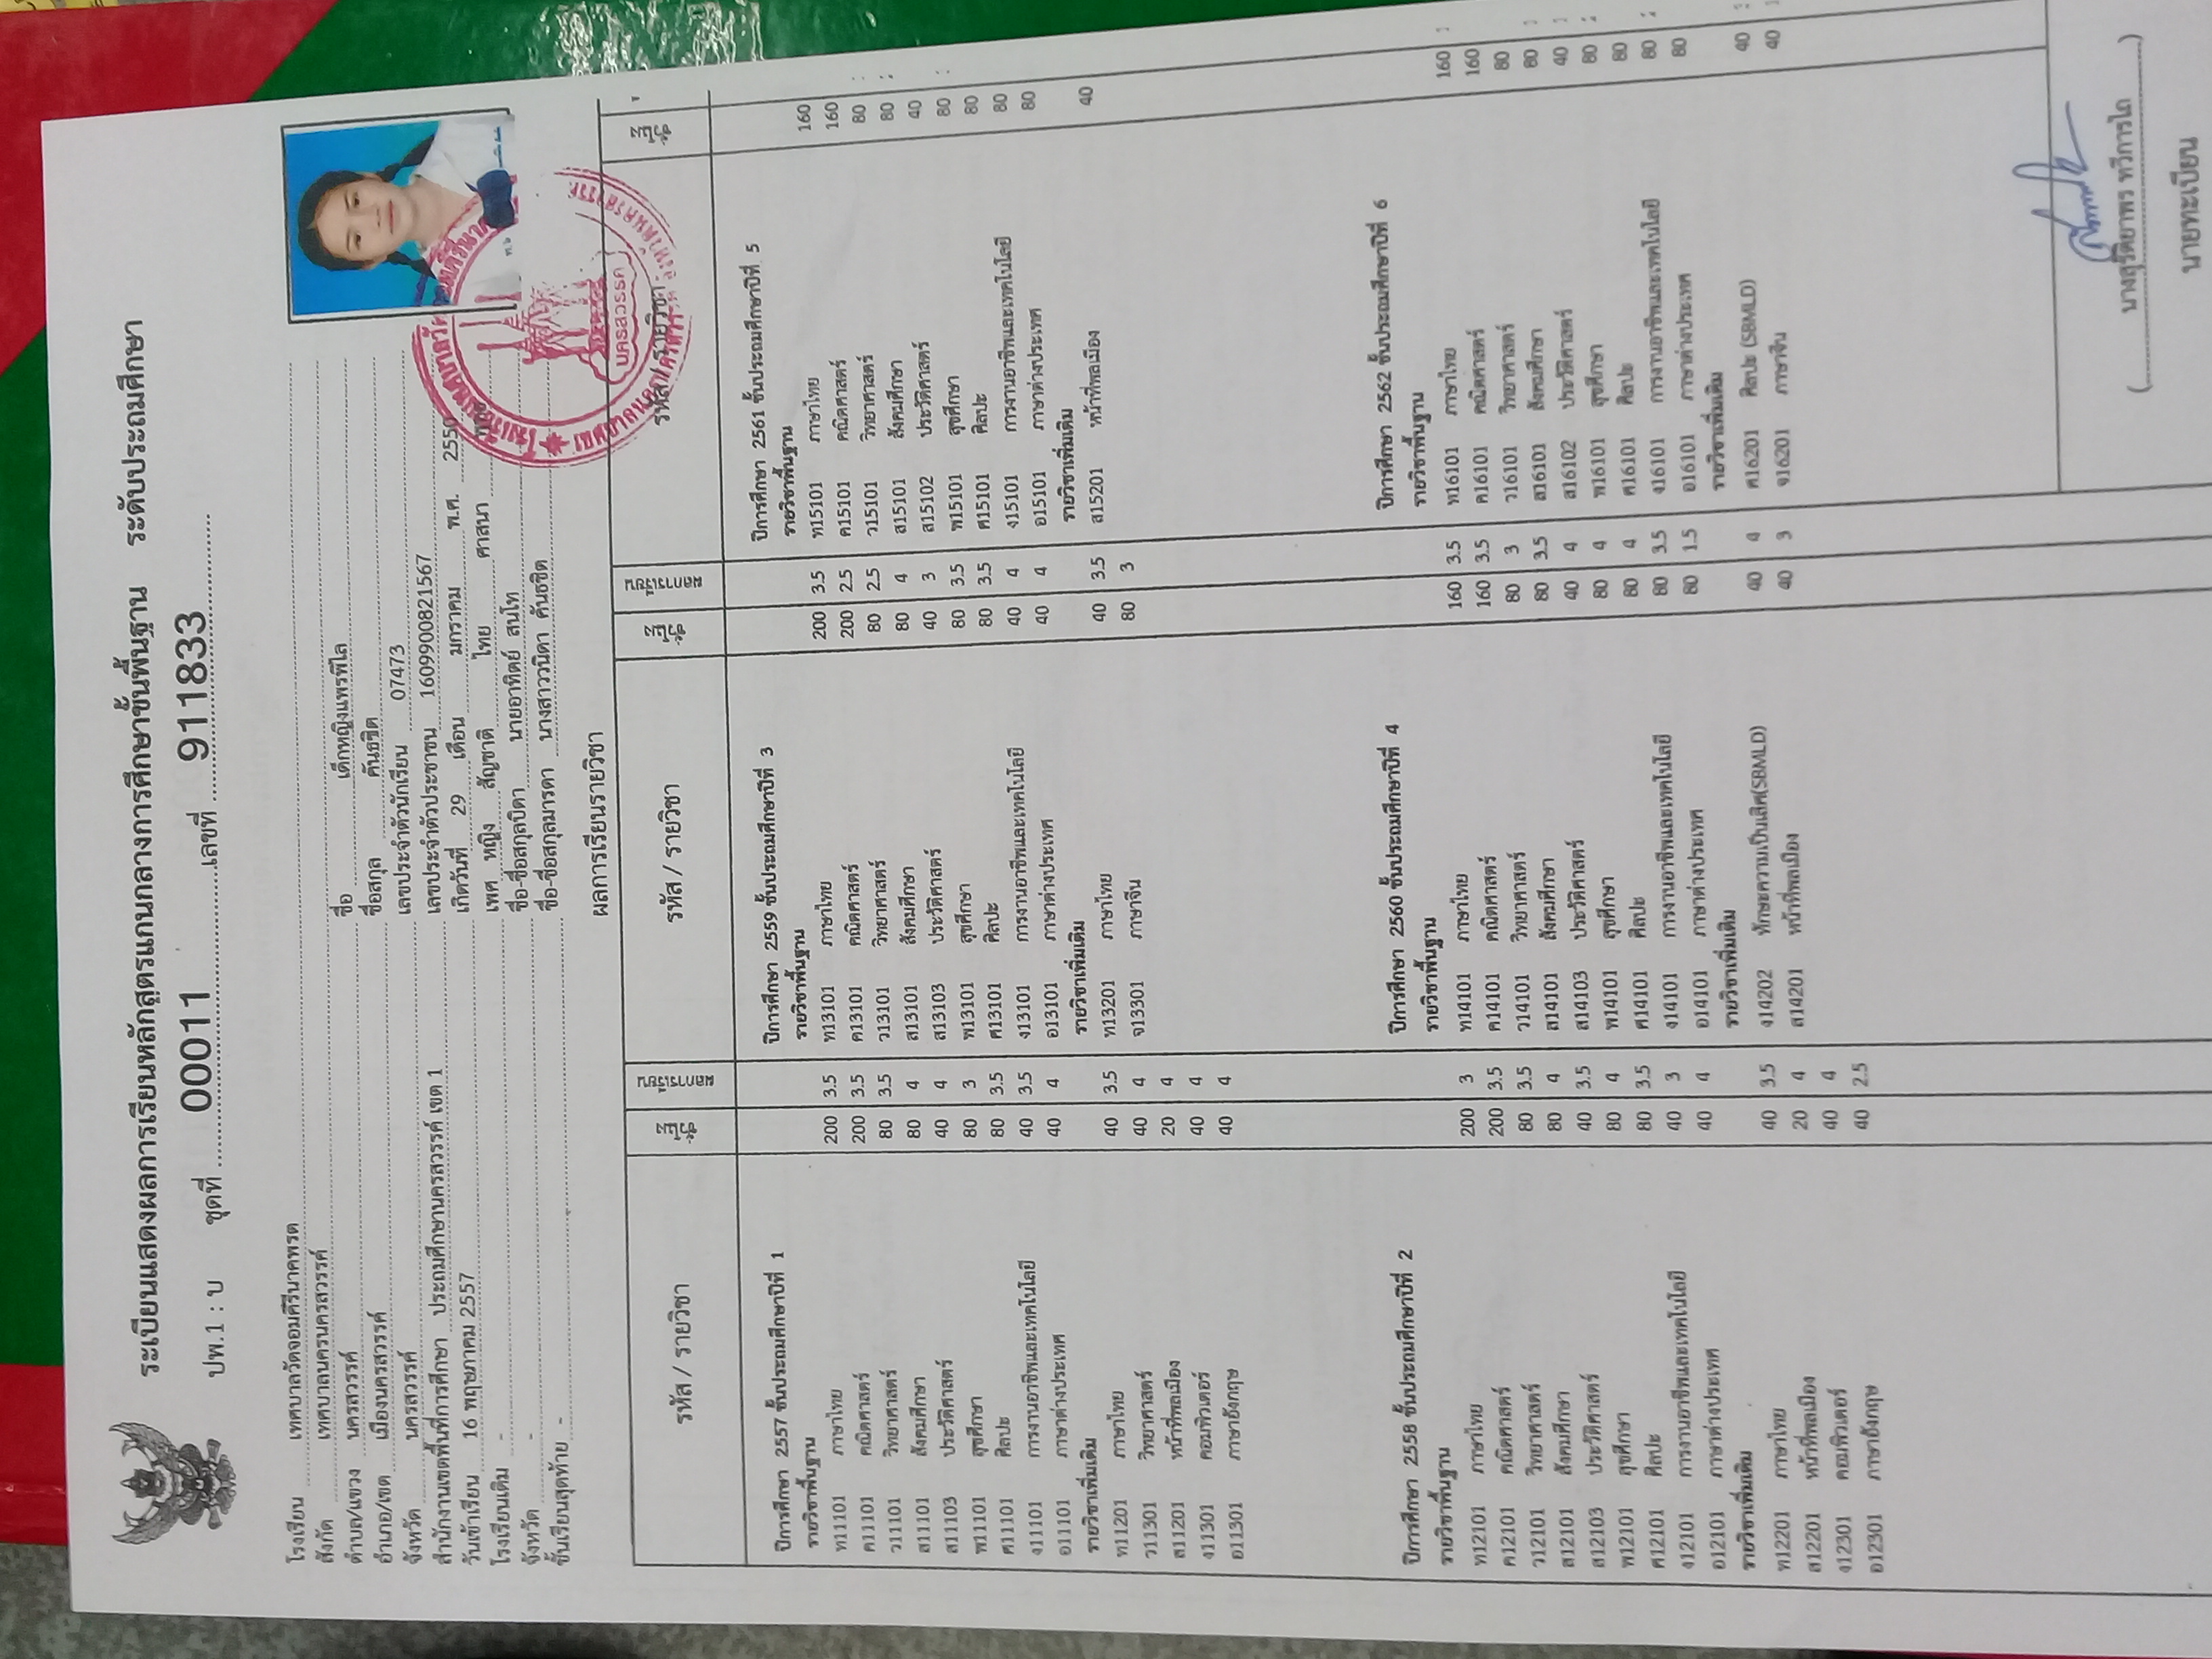 ระเบียนแสดงผลการเรียนหลักสูตรแกนกลางการศึกษาขั้นพื้นฐาน ระดับประถมศึกษา
ปพ.1 : บ ชุดที่ 00011 เลขที่ 911833
โรงเรียน เทศบาลวัดจอมคีรีนาคพรต
สังกัด เทศบาลนครนครสวรรค์
ตำบล/แขวง นครสวรรค์
อำเภอ/เขต เมืองนครสวรรค์
จังหวัด นครสวรรค์
สำนักงานเขตพื้นที่การศึกษา ประถมศึกษานครสวรรค์ เขต 1
วันเข้าเรียน 16 พฤษภาคม 2557
โรงเรียนเดิม -
จังหวัด -
ชั้นเรียนสุดท้าย -
ชื่อ เด็กหญิงแพรพิไล
ชื่อสกุล คันธขิต
เลขประจำตัวนักเรียน 07473
เลขประจำตัวประชาชน 1609900821567
เกิดวันที่ 29 เดือน มกราคม พ.ศ. 2550
เพศ หญิง สัญชาติ ไทย ศาสนา พุทธ
ชื่อ-ชื่อสกุลบิดา นายอาทิตย์ สนโท
ชื่อ-ชื่อสกุลมารดา นางสาววนิดา คันธขิต
ผลการเรียนรายวิชา
รหัส / รายวิชา ชั่วโมง ผลการเรียน
ปีการศึกษา 2557 ชั้นประถมศึกษาปีที่ 1
รายวิชาพื้นฐาน
ท11101 ภาษาไทย 200 3.5
ค11101 คณิตศาสตร์ 200 3.5
ว11101 วิทยาศาสตร์ 80 3.5
ส11101 สังคมศึกษา 80 4
ส11103 ประวัติศาสตร์ 40 4
พ11101 สุขศึกษา 80 3
ศ11101 ศิลปะ 80 3.5
ง11101 การงานอาชีพและเทคโนโลยี 40 3.5
อ11101 ภาษาต่างประเทศ 40 4
รายวิชาเพิ่มเติม
ท11201 ภาษาไทย 40 3.5
ว11301 วิทยาศาสตร์ 40 4
ส11201 หน้าที่พลเมือง 20 4
ง11301 คอมพิวเตอร์ 40 4
อ11301 ภาษาอังกฤษ 40 4
ปีการศึกษา 2558 ชั้นประถมศึกษาปีที่ 2
รายวิชาพื้นฐาน
ท12101 ภาษาไทย 200 3
ค12101 คณิตศาสตร์ 200 3.5
ว12101 วิทยาศาสตร์ 80 3.5
ส12101 สังคมศึกษา 80 4
ส12103 ประวัติศาสตร์ 40 3.5
พ12101 สุขศึกษา 80 4
ศ12101 ศิลปะ 80 3.5
ง12101 การงานอาชีพและเทคโนโลยี 40 3
อ12101 ภาษาต่างประเทศ 40 4
รายวิชาเพิ่มเติม
ท12201 ภาษาไทย 40 3.5
ส12201 หน้าที่พลเมือง 20 4
ง12301 คอมพิวเตอร์ 40 4
อ12301 ภาษาอังกฤษ 40 2.5
รหัส / รายวิชา ชั่วโมง ผลการเรียน
ปีการศึกษา 2559 ชั้นประถมศึกษาปีที่ 3
รายวิชาพื้นฐาน
ท13101 ภาษาไทย 200 3.5
ค13101 คณิตศาสตร์ 200 2.5
ว13101 วิทยาศาสตร์ 80 2.5
ส13101 สังคมศึกษา 80 4
ส13103 ประวัติศาสตร์ 40 3
พ13101 สุขศึกษา 80 3.5
ศ13101 ศิลปะ 80 3.5
ง13101 การงานอาชีพและเทคโนโลยี 40 4
อ13101 ภาษาต่างประเทศ 40 4
รายวิชาเพิ่มเติม
ท13201 ภาษาไทย 40 3.5
จ13301 ภาษาจีน 80 3
ปีการศึกษา 2560 ชั้นประถมศึกษาปีที่ 4
รายวิชาพื้นฐาน
ท14101 ภาษาไทย 160 3.5
ค14101 คณิตศาสตร์ 160 3.5
ว14101 วิทยาศาสตร์ 80 3
ส14101 สังคมศึกษา 80 3.5
ส14103 ประวัติศาสตร์ 40 4
พ14101 สุขศึกษา 80 4
ศ14101 ศิลปะ 80 4
ง14101 การงานอาชีพและเทคโนโลยี 80 3.5
อ14101 ภาษาต่างประเทศ 80 1.5
รายวิชาเพิ่มเติม
ง14202 ทักษะความเป็นเลิศ(SBMLD) 40 4
ส14201 หน้าที่พลเมือง 40 3
รหัส / รายวิชา ชั่วโมง
ปีการศึกษา 2561 ชั้นประถมศึกษาปีที่ 5
รายวิชาพื้นฐาน
ท15101 ภาษาไทย 160
ค15101 คณิตศาสตร์ 160
ว15101 วิทยาศาสตร์ 80
ส15101 สังคมศึกษา 80
ส15102 ประวัติศาสตร์ 40
พ15101 สุขศึกษา 80
ศ15101 ศิลปะ 80
ง15101 การงานอาชีพและเทคโนโลยี 80
อ15101 ภาษาต่างประเทศ 80
รายวิชาเพิ่มเติม
ส15201 หน้าที่พลเมือง 40
ปีการศึกษา 2562 ชั้นประถมศึกษาปีที่ 6
รายวิชาพื้นฐาน
ท16101 ภาษาไทย 160
ค16101 คณิตศาสตร์ 160
ว16101 วิทยาศาสตร์ 80
ส16101 สังคมศึกษา 80
ส16102 ประวัติศาสตร์ 40
พ16101 สุขศึกษา 80
ศ16101 ศิลปะ 80
ง16101 การงานอาชีพและเทคโนโลยี 80
อ16101 ภาษาต่างประเทศ 80
รายวิชาเพิ่มเติม
ศ16201 ศิลปะ (SBMLD) 40
จ16201 ภาษาจีน 40
นครสวรรค์
(นางสุรัติยาพร ทวีการไถ)
นายทะเบียน